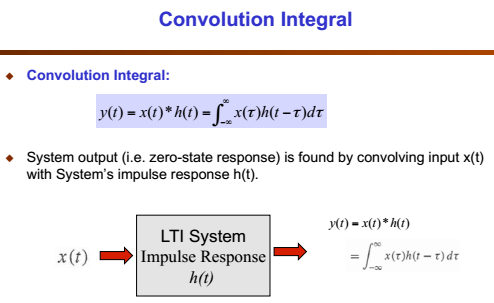 Convolution Integral
Convolution Integral:
y(t) = x(t) * h(t) = ∫_{-∞}^{∞} x(τ)h(t − τ)dτ
System output (i.e. zero-state response) is found by convolving input x(t)
with System's impulse response h(t).
LTI System
x(t) Impulse Response
h(t)
y(t) = x(t) * h(t)
= ∫_{-∞}^{∞} x(τ)h(t − τ) dτ